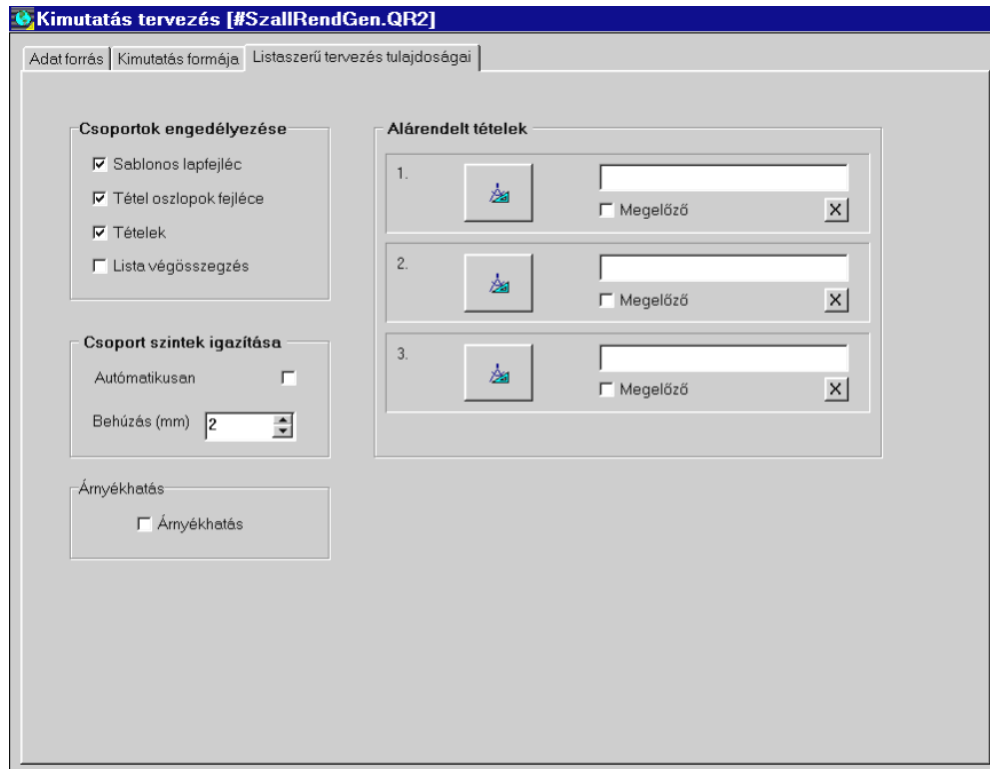 Kimutatás tervezés [#SzallRendGen.QR2]
Adat forrás Kimutatás formája Listaszerű tervezés tulajdoságai
Csoportok engedélyezése
Sablonos lapfejléc
Tétel oszlopok fejléce
Tételek
Lista végösszegzés
Csoport szintek igazítása
Autómatikusan
Behúzás (mm) 2
Árnyékhatás
Árnyékhatás
Alárendelt tételek
1.
Megelőző X
2.
Megelőző X
3.
Megelőző X